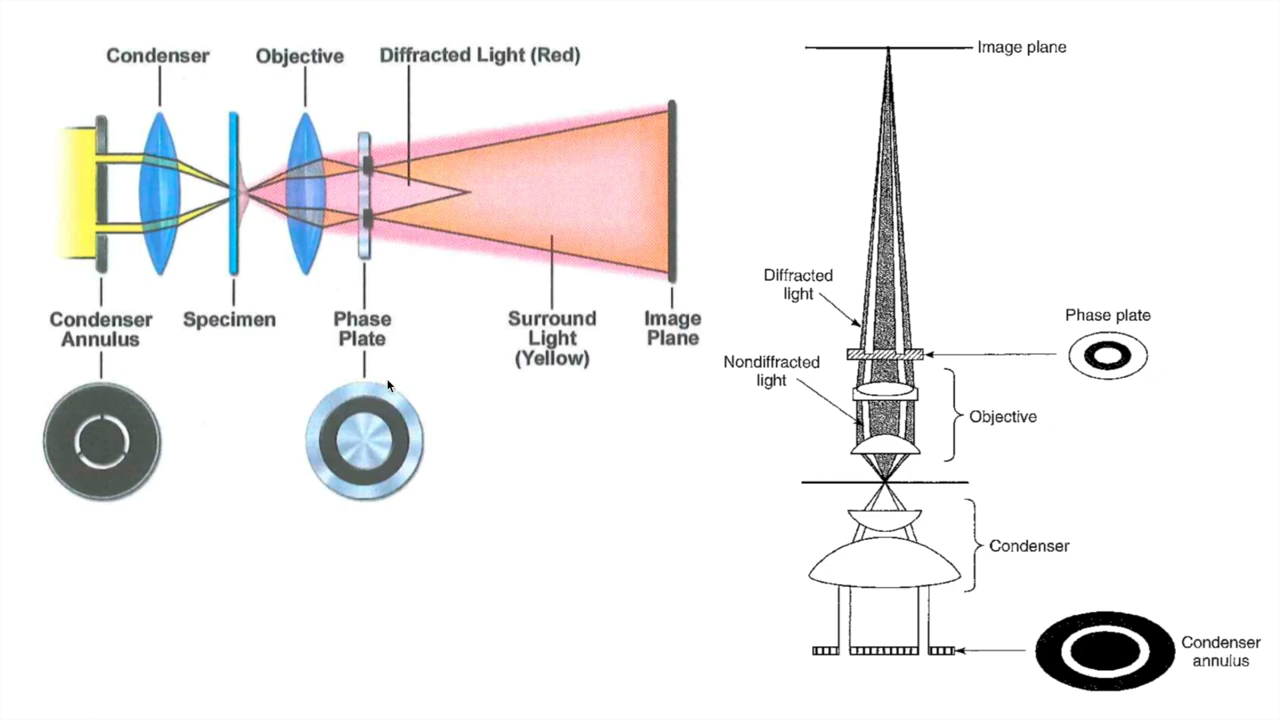 Condenser
Objective
Diffracted Light (Red)
Condenser
Annulus
Specimen
Phase
Plate
Surround
Light
(Yellow)
Image
Plane
Image plane
Diffracted
light
Phase plate
Nondiffracted
light
Objective
Condenser
Condenser
annulus